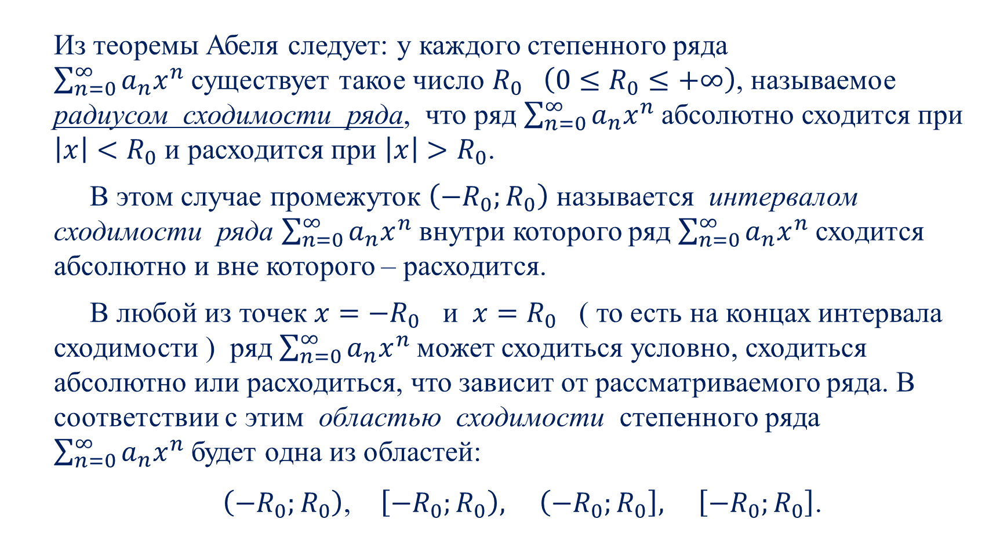 Из теоремы Абеля следует: у каждого степенного ряда
$\sum_{n=0}^{\infty} a_n x^n$ существует такое число $R_0$ $(0 \leq R_0 \leq +\infty)$, называемое
радиусом сходимости ряда, что ряд $\sum_{n=0}^{\infty} a_n x^n$ абсолютно сходится при
$|x| < R_0$ и расходится при $|x| > R_0$.
В этом случае промежуток $(-R_0; R_0)$ называется интервалом
сходимости ряда $\sum_{n=0}^{\infty} a_n x^n$ внутри которого ряд $\sum_{n=0}^{\infty} a_n x^n$ сходится
абсолютно и вне которого – расходится.
В любой из точек $x = -R_0$ и $x = R_0$ ( то есть на концах интервала
сходимости ) ряд $\sum_{n=0}^{\infty} a_n x^n$ может сходиться условно, сходиться
абсолютно или расходиться, что зависит от рассматриваемого ряда. В
соответствии с этим областью сходимости степенного ряда
$\sum_{n=0}^{\infty} a_n x^n$ будет одна из областей:
$(-R_0; R_0)$, $[-R_0; R_0)$, $(-R_0; R_0]$, $[-R_0; R_0]$.